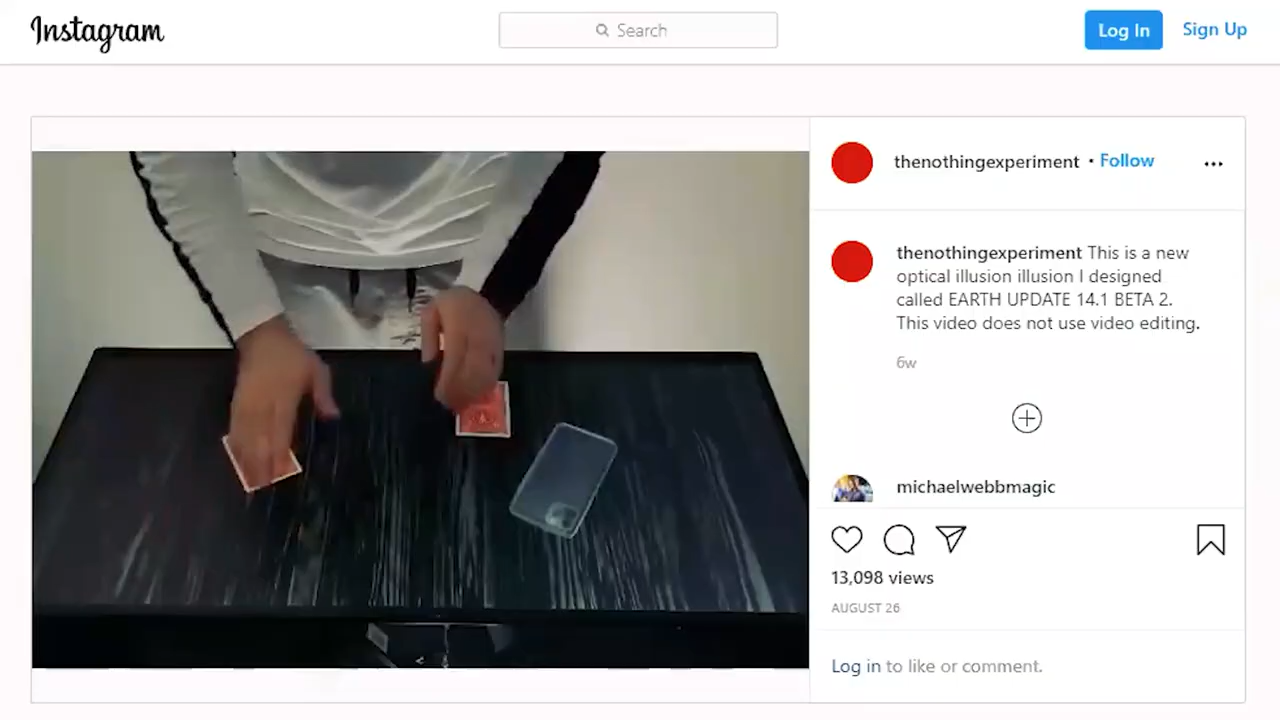 Instagram
Search
Log In
Sign Up
thenothingexperiment • Follow
thenothingexperiment This is a new
optical illusion illusion I designed
called EARTH UPDATE 14.1 BETA 2.
This video does not use video editing.
6w
michaelwebbmagic
13,098 views
AUGUST 26
Log in to like or comment.